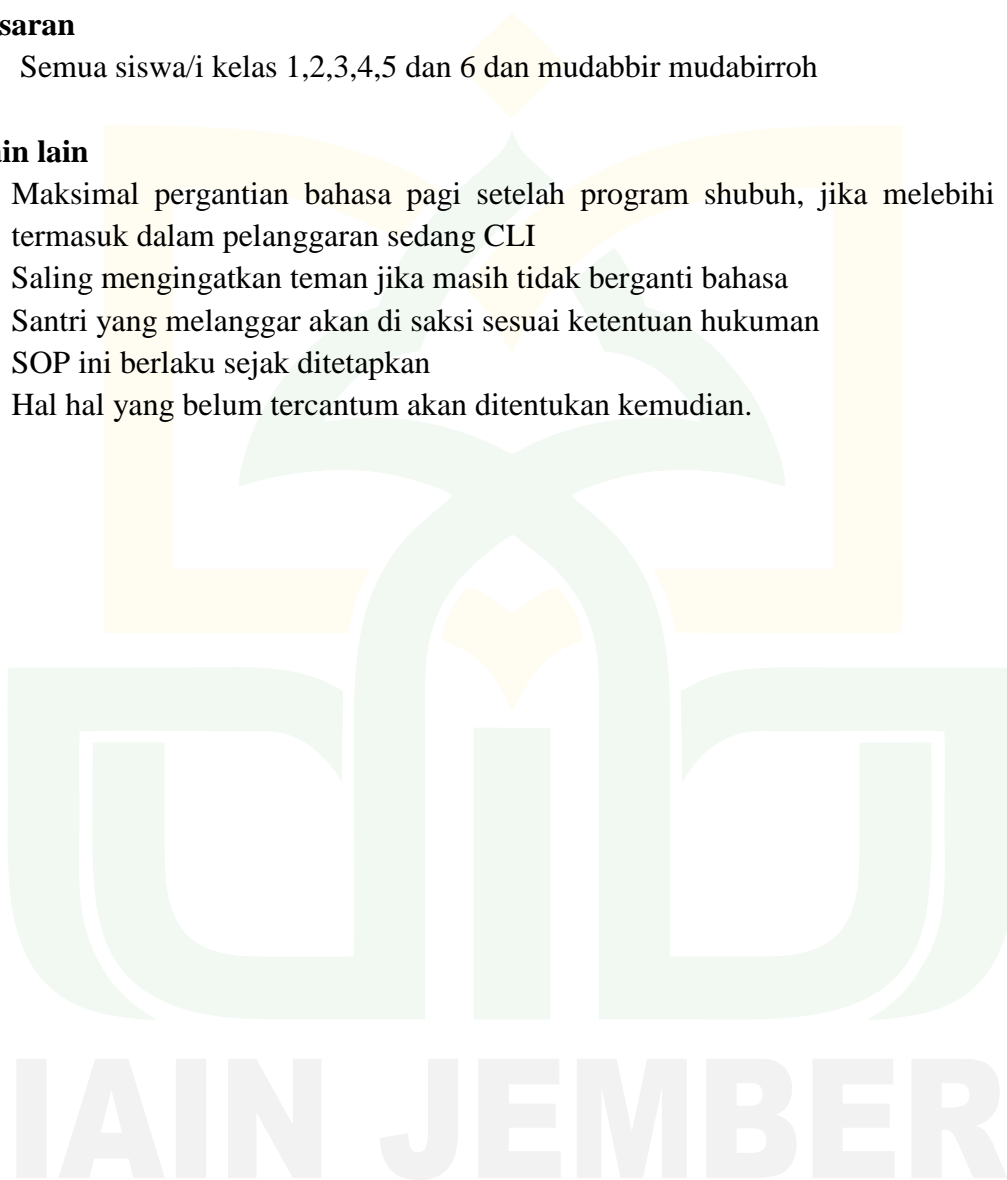 saran
Semua siswa/i kelas 1,2,3,4,5 dan 6 dan mudabbir mudabirroh
in lain
Maksimal pergantian bahasa pagi setelah program shubuh, jika melebihi
termasuk dalam pelanggaran sedang CLI
Saling mengingatkan teman jika masih tidak berganti bahasa
Santri yang melanggar akan di saksi sesuai ketentuan hukuman
SOP ini berlaku sejak ditetapkan
Hal hal yang belum tercantum akan ditentukan kemudian.
IAIN JEMBER